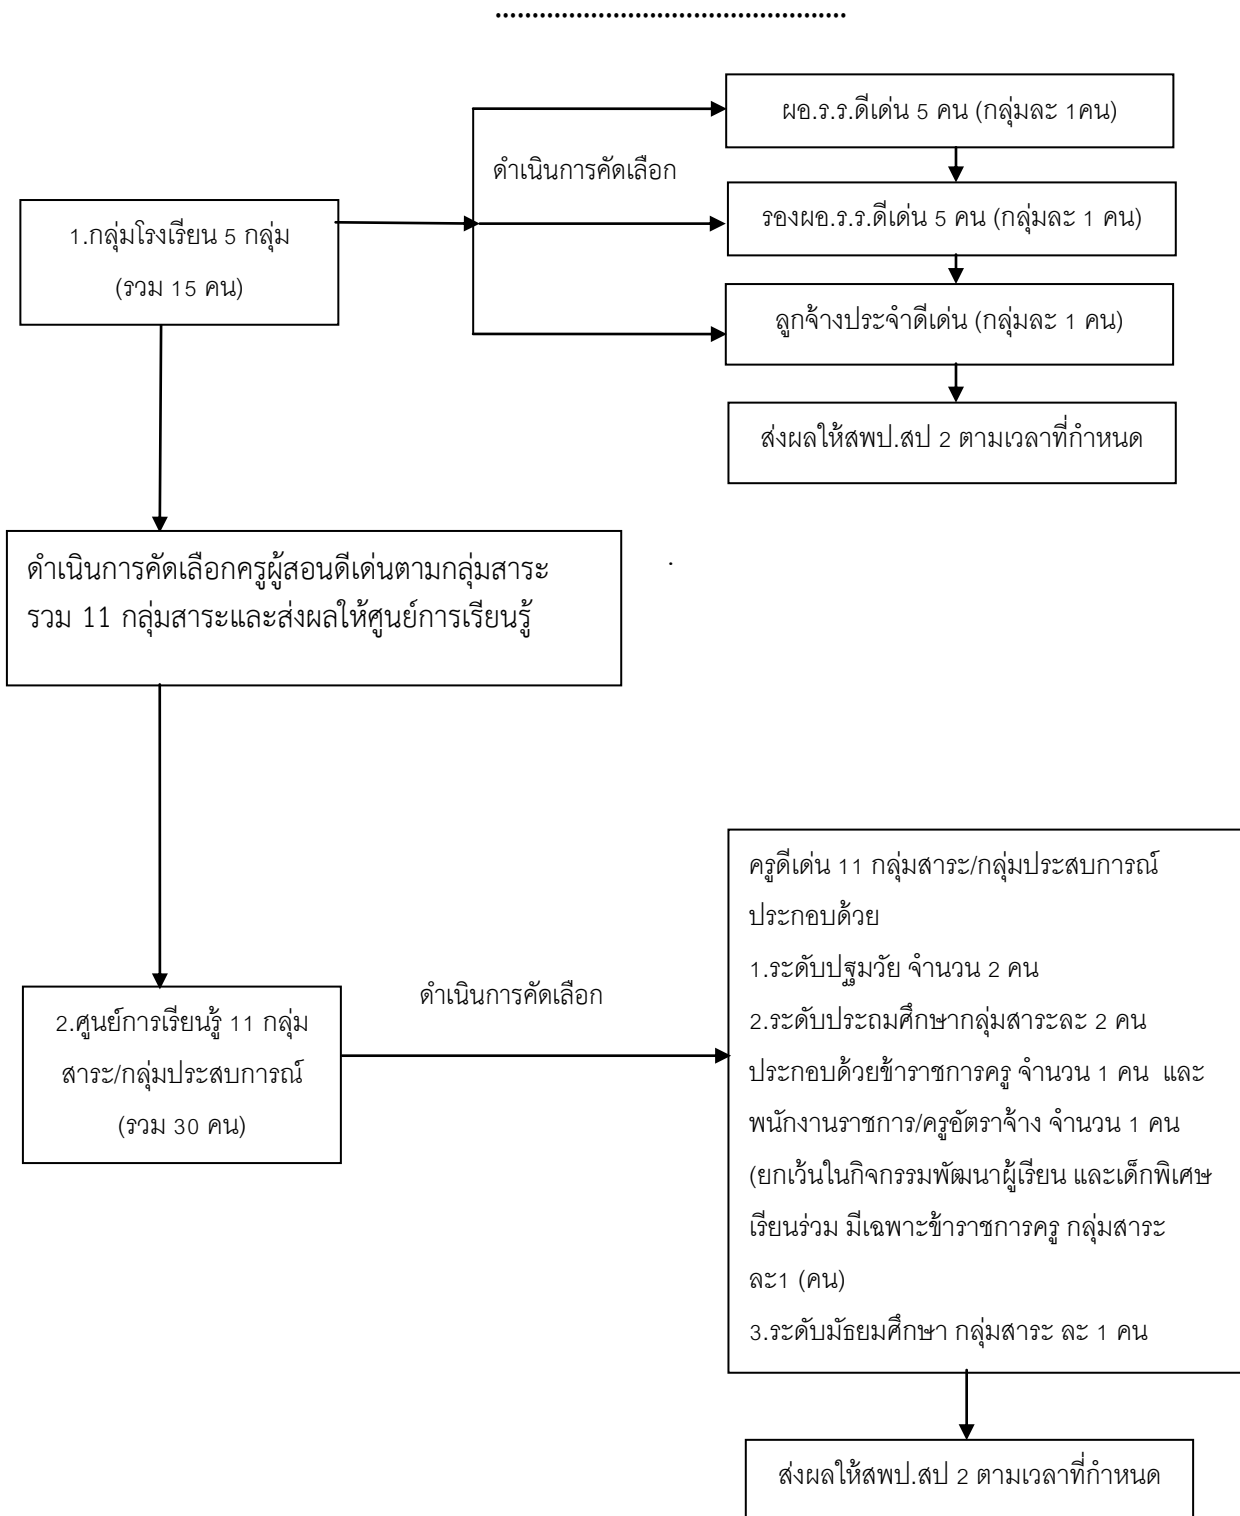 ................................................
ผอ.ร.ร.ดีเด่น 5 คน (กลุ่มละ 1คน)
ดำเนินการคัดเลือก
รองผอ.ร.ร.ดีเด่น 5 คน (กลุ่มละ 1 คน)
1.กลุ่มโรงเรียน 5 กลุ่ม
(รวม 15 คน)
ลูกจ้างประจำดีเด่น (กลุ่มละ 1 คน)
ส่งผลให้สพป.สป 2 ตามเวลาที่กำหนด
ดำเนินการคัดเลือกครูผู้สอนดีเด่นตามกลุ่มสาระ
รวม 11 กลุ่มสาระและส่งผลให้ศูนย์การเรียนรู้
.
2.ศูนย์การเรียนรู้ 11 กลุ่ม
สาระ/กลุ่มประสบการณ์
(รวม 30 คน)
ดำเนินการคัดเลือก
ครูดีเด่น 11 กลุ่มสาระ/กลุ่มประสบการณ์
ประกอบด้วย
1.ระดับปฐมวัย จำนวน 2 คน
2.ระดับประถมศึกษากลุ่มสาระละ 2 คน
ประกอบด้วยข้าราชการครู จำนวน 1 คน และ
พนักงานราชการ/ครูอัตราจ้าง จำนวน 1 คน
(ยกเว้นในกิจกรรมพัฒนาผู้เรียน และเด็กพิเศษ
เรียนร่วม มีเฉพาะข้าราชการครู กลุ่มสาระ
ละ1 (คน)
3.ระดับมัธยมศึกษา กลุ่มสาระ ละ 1 คน
ส่งผลให้สพป.สป 2 ตามเวลาที่กำหนด